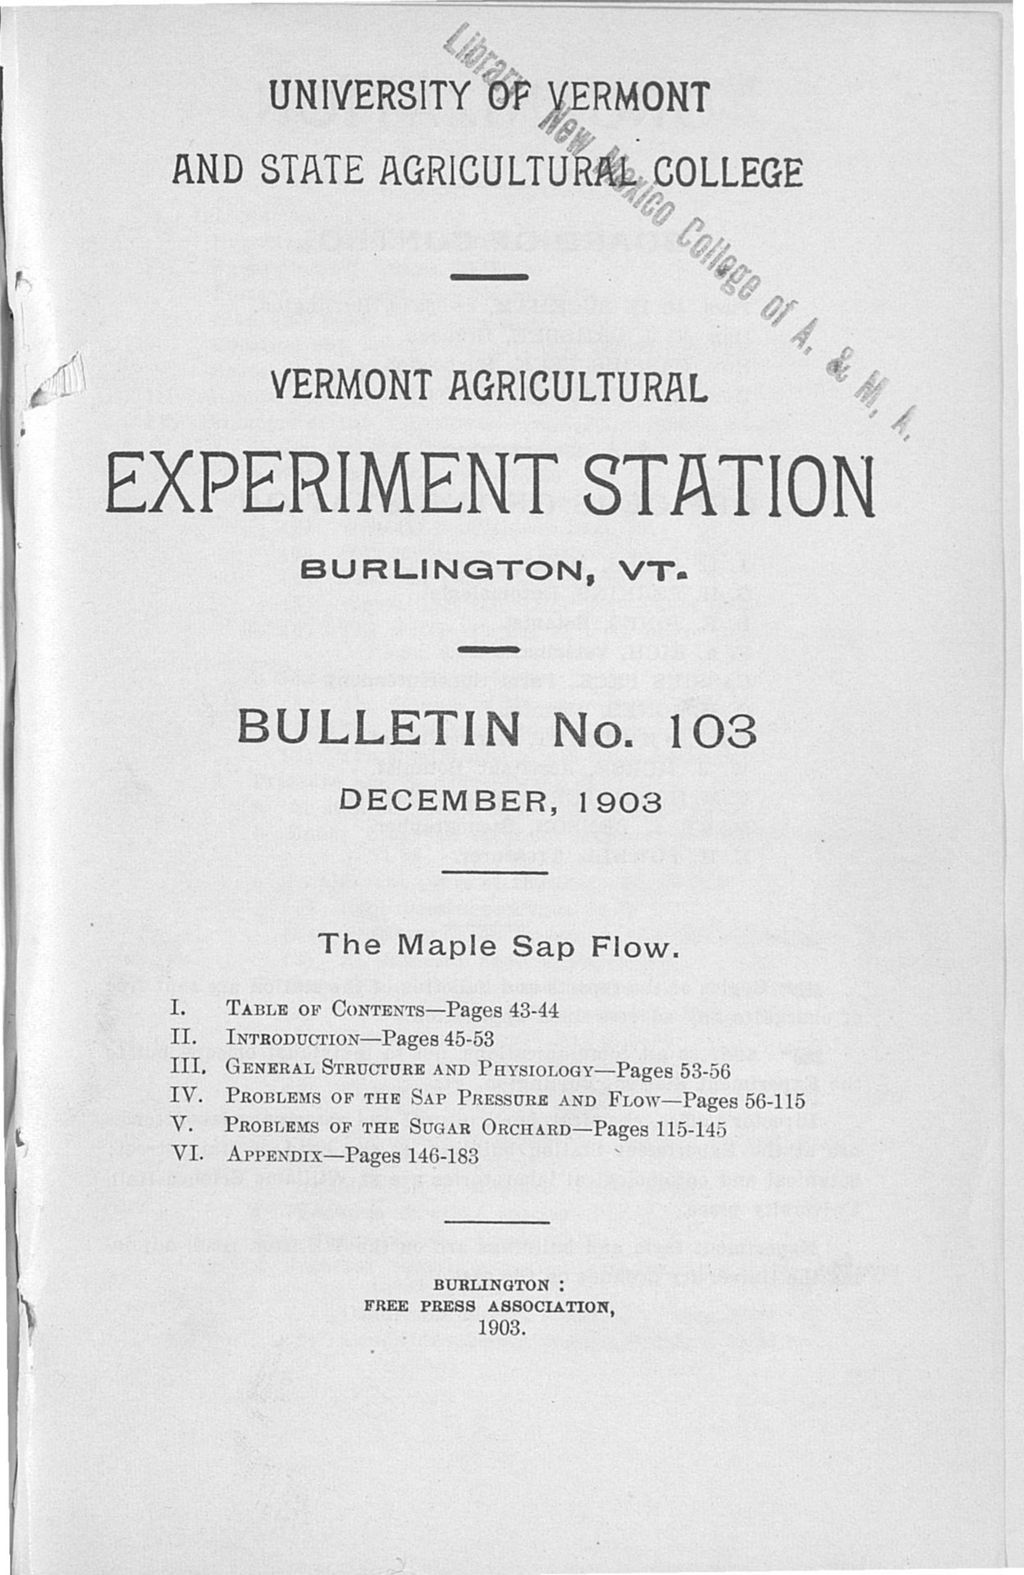 Library New Mexico College of A. & M. A.
UNIVERSITY OF VERMONT
AND STATE AGRICULTURAL COLLEGE
VERMONT AGRICULTURAL
EXPERIMENT STATION
BURLINGTON, VT.
BULLETIN No. 103
DECEMBER, 1903
The Maple Sap Flow.
I. TABLE OF CONTENTS—Pages 43-44
II. INTRODUCTION—Pages 45-53
III. GENERAL STRUCTURE AND PHYSIOLOGY—Pages 53-56
IV. PROBLEMS OF THE SAP PRESSURE AND FLOW—Pages 56-115
V. PROBLEMS OF THE SUGAR ORCHARD—Pages 115-145
VI. APPENDIX—Pages 146-183
BURLINGTON :
FREE PRESS ASSOCIATION,
1903.